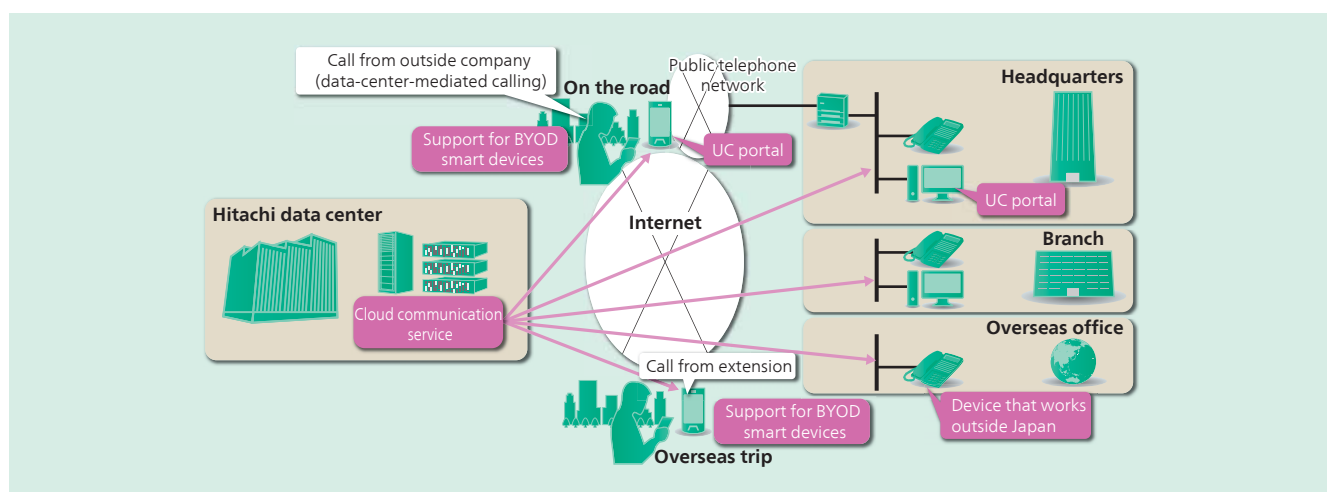 Call from outside company
(data-center-mediated calling)
On the road
Public telephone
network
Headquarters
Support for BYOD
smart devices
UC portal
UC portal
Hitachi data center
Internet
Branch
Cloud communication
service
Overseas office
Call from extension
Support for BYOD
smart devices
Device that works
outside Japan
Overseas trip